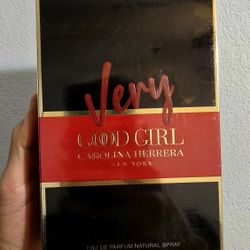 Very
GOOD GIRL
CAROLINA HERRERA
NEW YORK
EAU DE PARFUM NATURAL SPRAY